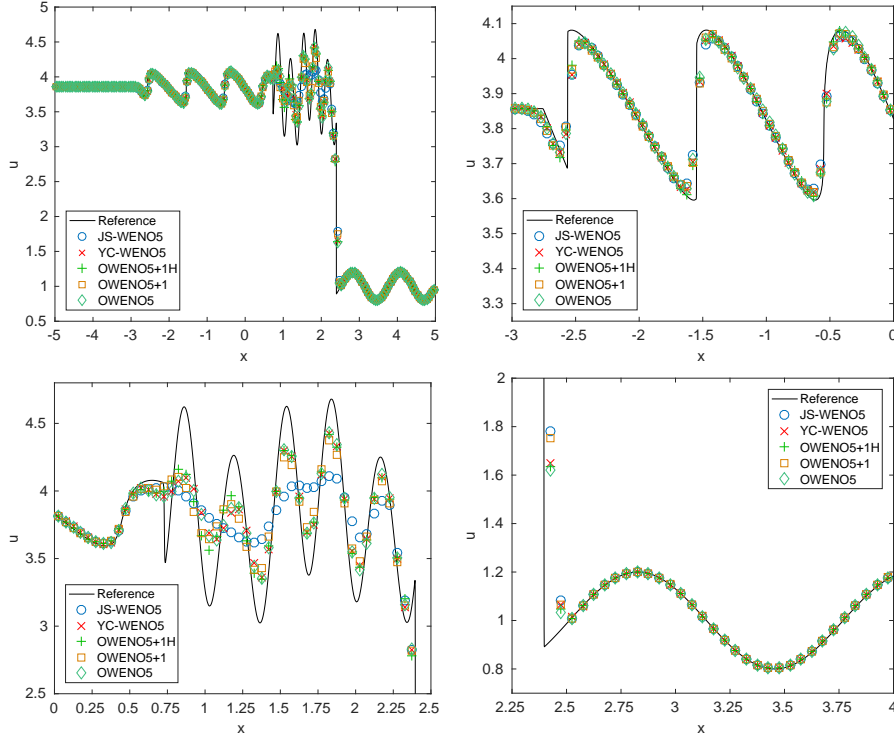 5
4.5
4
3.5
3
2.5
2
1.5
1
0.5
u
Reference
JS-WENO5
YC-WENO5
OWENO5+1H
OWENO5+1
OWENO5
-5 -4 -3 -2 -1 0 1 2 3 4 5
x
4.1
4
3.9
3.8
3.7
3.6
3.5
3.4
3.3
u
Reference
JS-WENO5
YC-WENO5
OWENO5+1H
OWENO5+1
OWENO5
-3 -2.5 -2 -1.5 -1 -0.5 0
x
4.5
4
3.5
3
2.5
u
Reference
JS-WENO5
YC-WENO5
OWENO5+1H
OWENO5+1
OWENO5
0 0.25 0.5 0.75 1 1.25 1.5 1.75 2 2.25 2.5
x
2
1.8
1.6
1.4
1.2
1
0.8
u
Reference
JS-WENO5
YC-WENO5
OWENO5+1H
OWENO5+1
OWENO5
2.25 2.5 2.75 3 3.25 3.5 3.75 4
x